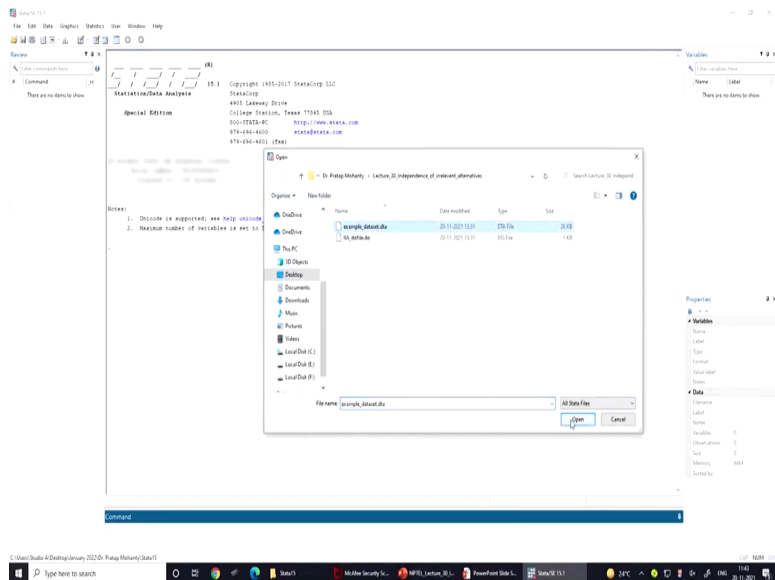 Stata/SE 15.1
File Edit Data Graphics Statistics User Window Help
Review
Filter commands here
# Command _rc
There are no items to show.
(R)
15.1 Copyright 1985-2017 StataCorp LLC
Statistics/Data Analysis StataCorp
4905 Lakeway Drive
Special Edition College Station, Texas 77845 USA
800-STATA-PC http://www.stata.com
979-696-4600 stata@stata.com
979-696-4601 (fax)
Notes:
1. Unicode is supported; see help unicode_
2. Maximum number of variables is set to
Open
Dr. Pratap Mohanty › Lecture_30_Independence_of_irrelevant_alternatives
Search Lecture_30_Independ...
Organize New folder
Name Date modified Type Size
example_dataset.dta 20-11-2021 13:31 DTA File 26 KB
IIA_dofile.do 20-11-2021 13:31 DO File 1 KB
OneDrive
OneDrive
This PC
3D Objects
Desktop
Documents
Downloads
Music
Pictures
Videos
Local Disk (C:)
Local Disk (E:)
Local Disk (F:)
File name: example_dataset.dta All Stata Files
Open Cancel
Variables
Filter variables here
Name Label
There are no items to show.
Properties
Variables
Name
Label
Type
Format
Value label
Notes
Data
Filename
Label
Notes
Variables 0
Observations 0
Size 0
Memory 64M
Sorted by
Command
C:\Users\Studio A\Desktop\January 2022\Dr. Pratap Mohanty\Stata15
CAP NUM
Type here to search
Stata15
McAfee Security Sc...
NPTEL_Lecture_30_I...
PowerPoint Slide S...
Stata/SE 15.1
24°C
ENG
11:43
20-11-2021